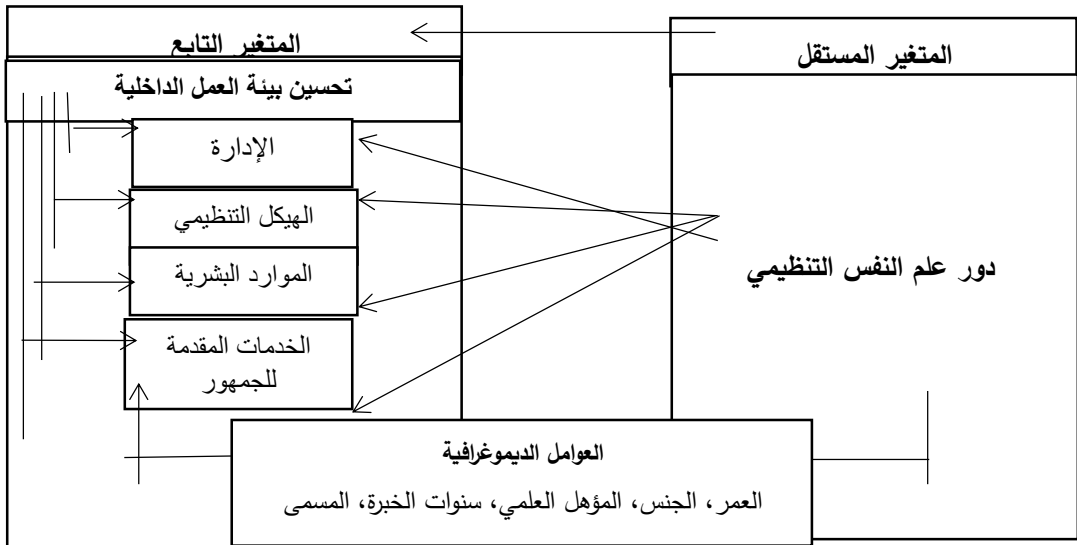 المتغير المستقل
دور علم النفس التنظيمي
المتغير التابع
تحسين بيئة العمل الداخلية
الإدارة
الهيكل التنظيمي
الموارد البشرية
الخدمات المقدمة
للجمهور
العوامل الديموغرافية
العمر، الجنس، المؤهل العلمي، سنوات الخبرة، المسمى